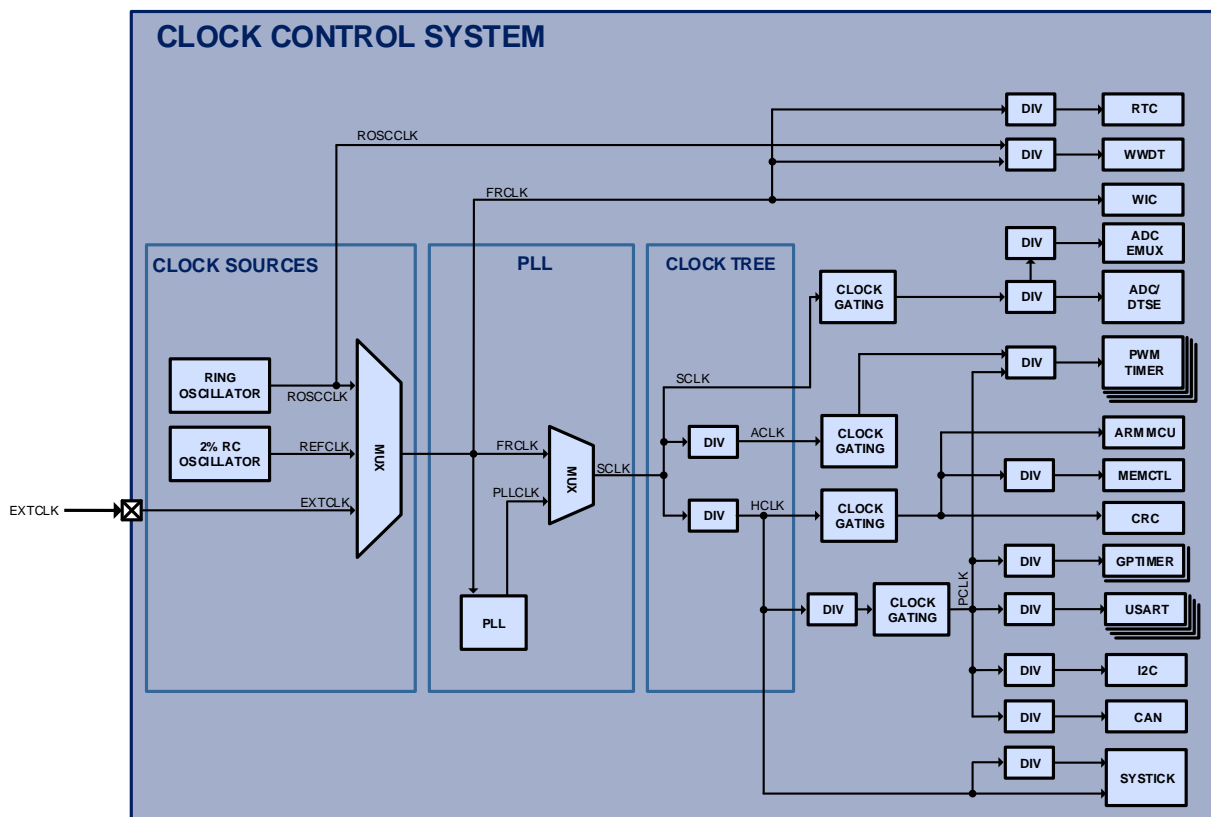 CLOCK CONTROL SYSTEM
DIV
RTC
ROSCCLK
DIV
WWDT
FRCLK
WIC
CLOCK SOURCES
PLL
CLOCK TREE
DIV
ADC
EMUX
CLOCK
GATING
DIV
ADC/
DTSE
RING
OSCILLATOR
ROSCCLK
SCLK
DIV
PWM
TIMER
2% RC
OSCILLATOR
REFCLK
MUX
FRCLK
MUX
SCLK
DIV
ACLK
CLOCK
GATING
ARM MCU
DIV
MEMCTL
EXTCLK
EXTCLK
PLLCLK
DIV
HCLK
CLOCK
GATING
CRC
DIV
GPTIMER
PLL
DIV
CLOCK
GATING
PCLK
DIV
USART
DIV
I2C
DIV
CAN
DIV
SYSTICK